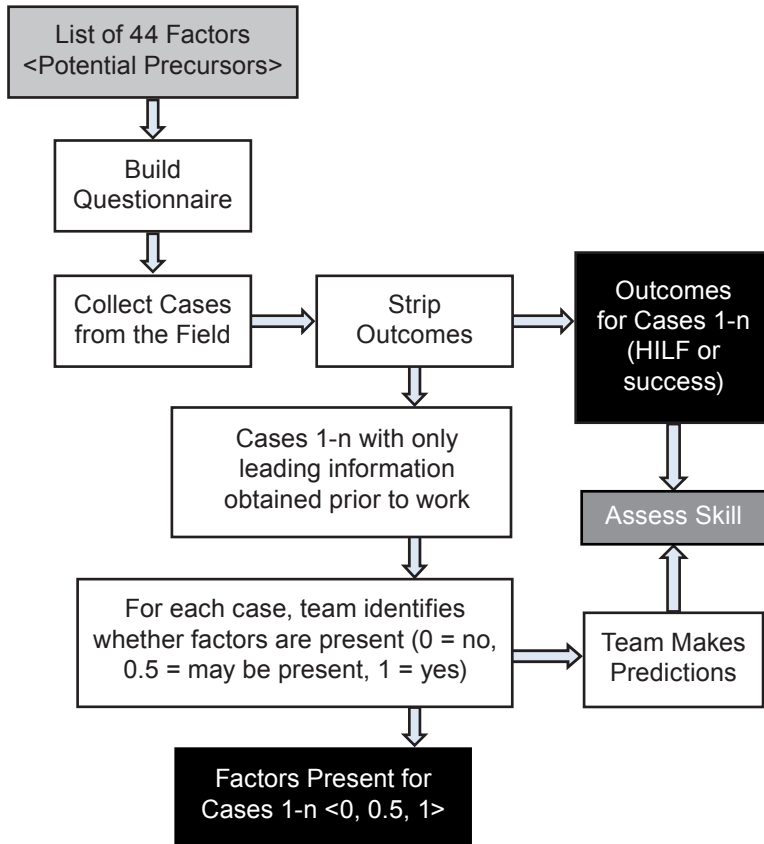 List of 44 Factors
<Potential Precursors>
Build
Questionnaire
Collect Cases
from the Field
Strip
Outcomes
Outcomes
for Cases 1-n
(HILF or
success)
Cases 1-n with only
leading information
obtained prior to work
Assess Skill
For each case, team identifies
whether factors are present (0 = no,
0.5 = may be present, 1 = yes)
Team Makes
Predictions
Factors Present for
Cases 1-n <0, 0.5, 1>